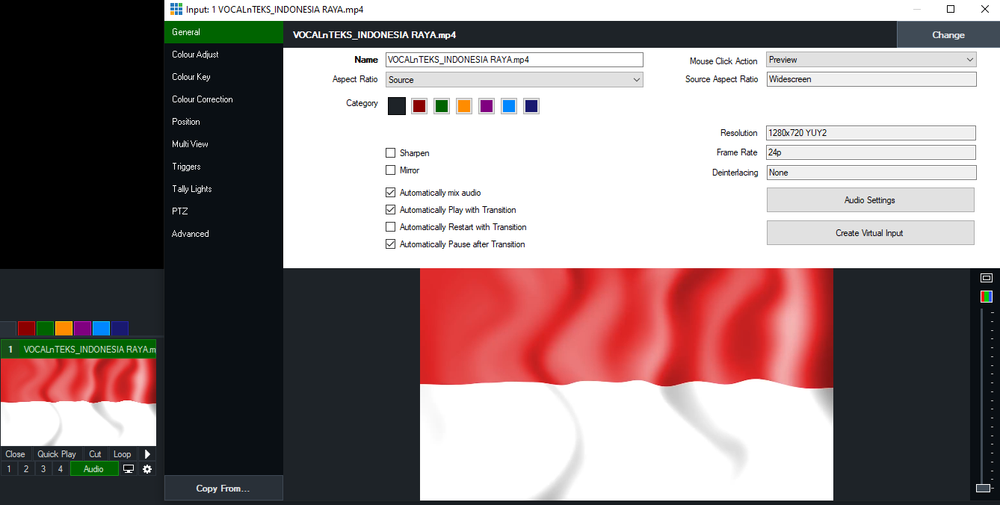 Input: 1 VOCALnTEKS_INDONESIA RAYA.mp4
General
Colour Adjust
Colour Key
Colour Correction
Position
Multi View
Triggers
Tally Lights
PTZ
Advanced
Copy From...
VOCALnTEKS_INDONESIA RAYA.mp4
Change
Name VOCALnTEKS_INDONESIA RAYA.mp4
Aspect Ratio Source
Category
Sharpen
Mirror
Automatically mix audio
Automatically Play with Transition
Automatically Restart with Transition
Automatically Pause after Transition
Mouse Click Action Preview
Source Aspect Ratio Widescreen
Resolution 1280x720 YUY2
Frame Rate 24p
Deinterlacing None
Audio Settings
Create Virtual Input
1 VOCALnTEKS_INDONESIA RAYA.m
Close Quick Play Cut Loop
1 2 3 4 Audio